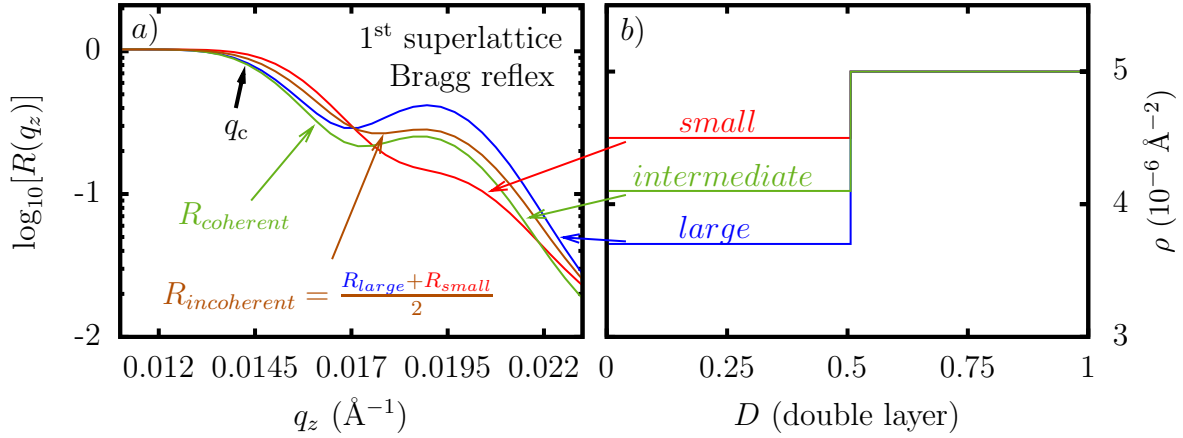 a)
1st superlattice
Bragg reflex
qc
Rcoherent
Rincoherent = (Rlarge+Rsmall)/2
log10[R(qz)]
0
-1
-2
0.012 0.0145 0.017 0.0195 0.022
qz (Å−1)
b)
small
intermediate
large
5
4
3
ρ (10−6 Å−2)
0 0.25 0.5 0.75 1
D (double layer)